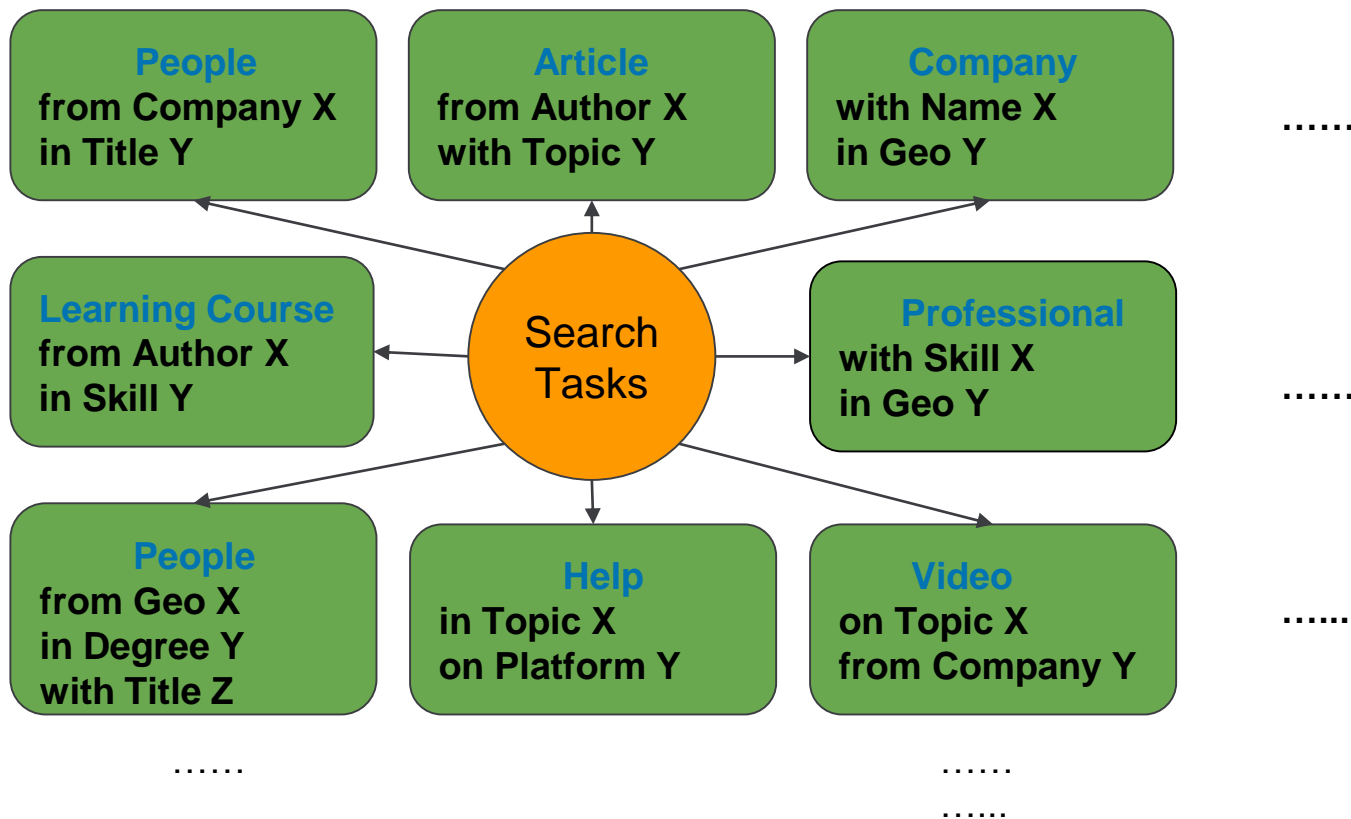 People
from Company X
in Title Y
Article
from Author X
with Topic Y
Company
with Name X
in Geo Y
……
Learning Course
from Author X
in Skill Y
Search
Tasks
Professional
with Skill X
in Geo Y
……
People
from Geo X
in Degree Y
with Title Z
Help
in Topic X
on Platform Y
Video
on Topic X
from Company Y
…...
……
……
…...